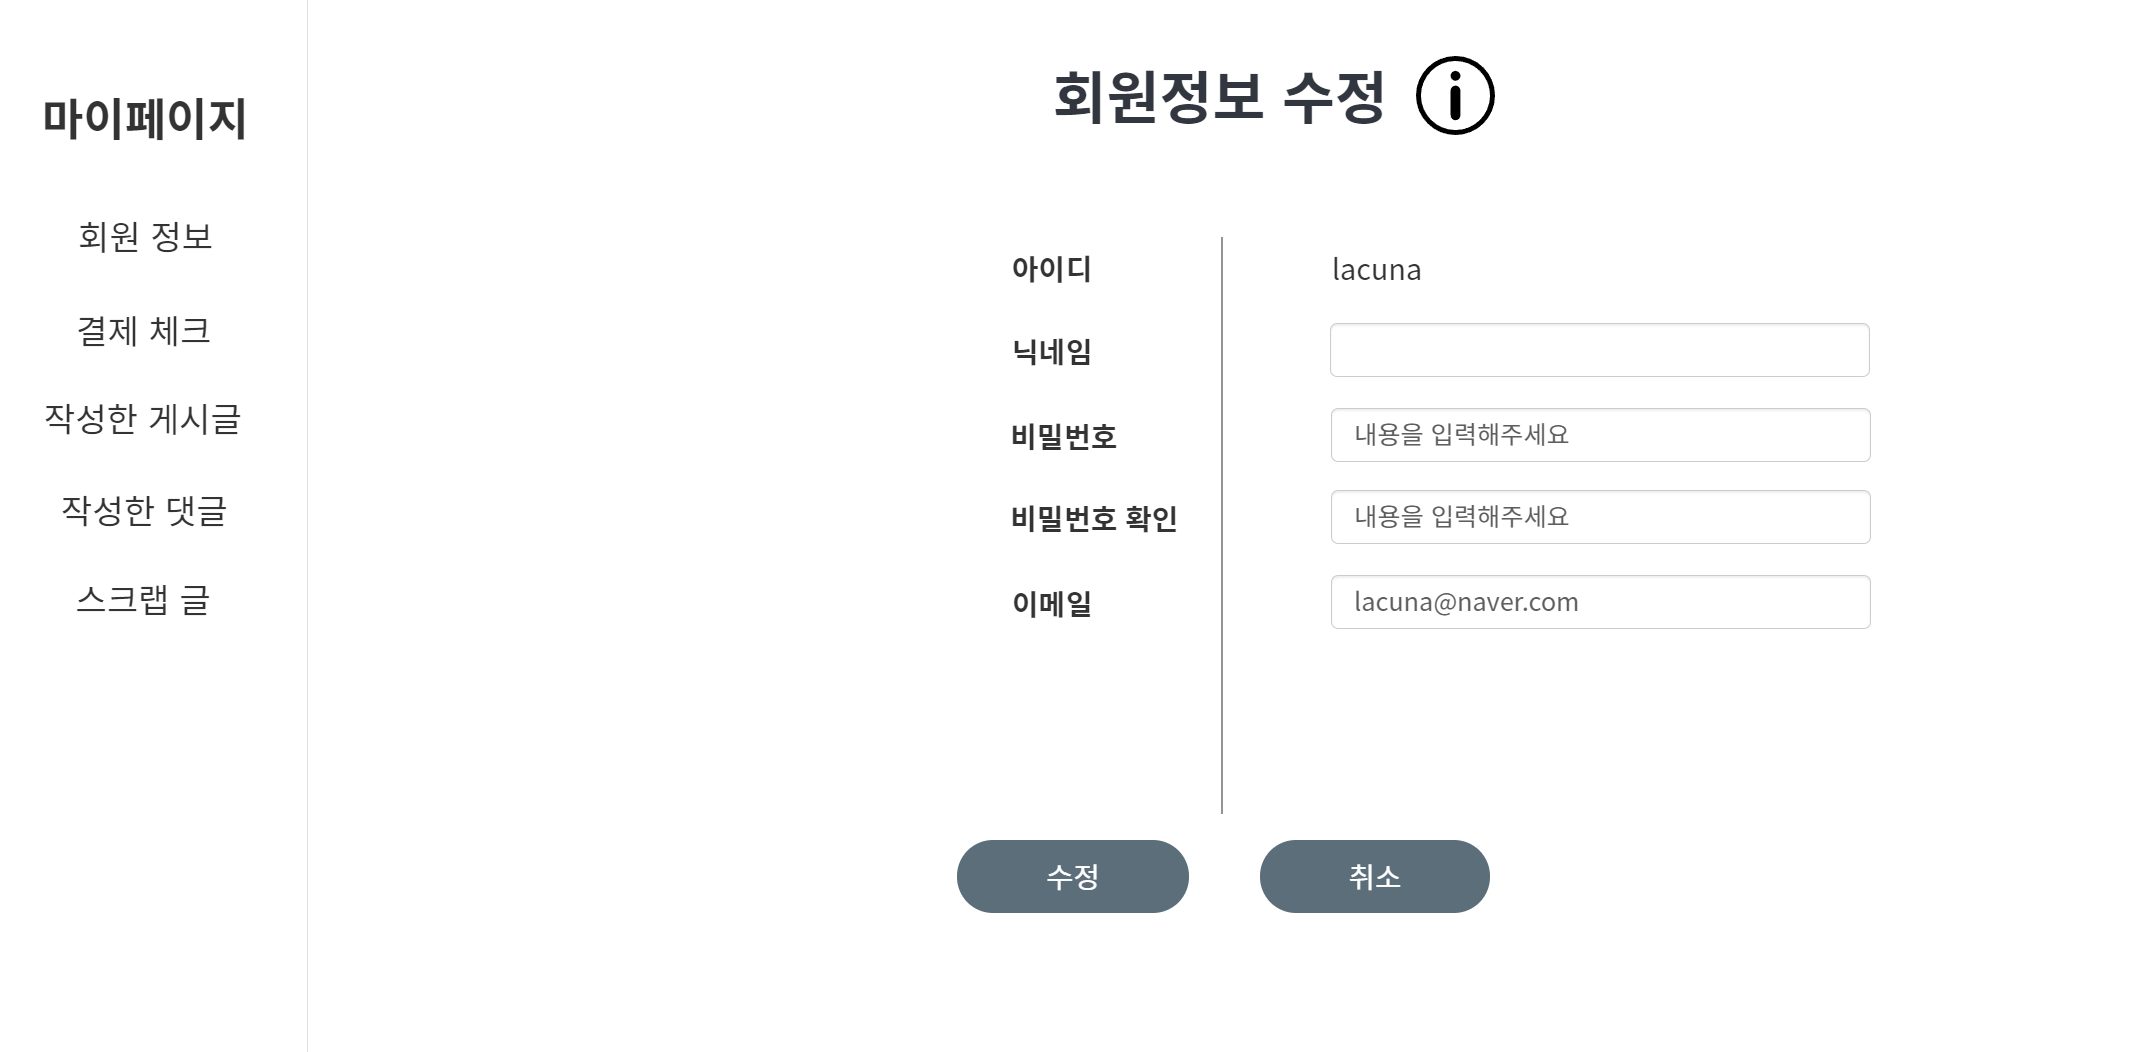 마이페이지
회원 정보
결제 체크
작성한 게시글
작성한 댓글
스크랩 글
회원정보 수정
아이디 lacuna
닉네임
비밀번호 내용을 입력해주세요
비밀번호 확인 내용을 입력해주세요
이메일 lacuna@naver.com
수정 취소